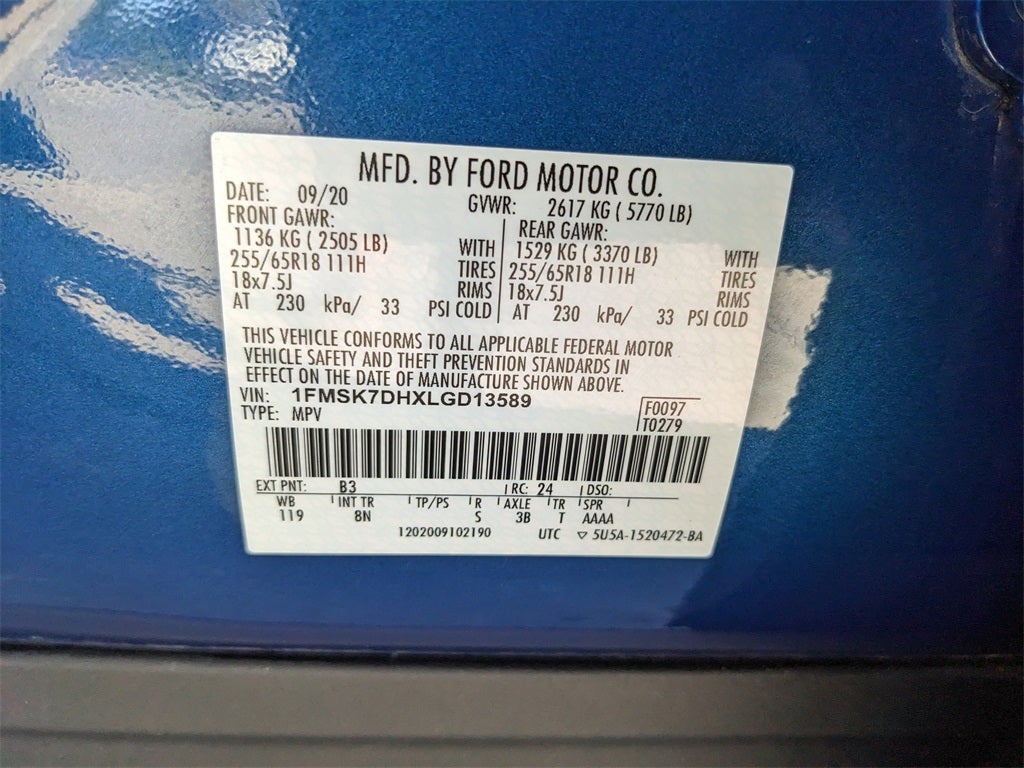 MFD. BY FORD MOTOR CO.
DATE: 09/20 GVWR: 2617 KG ( 5770 LB)
FRONT GAWR: REAR GAWR:
1136 KG ( 2505 LB) WITH 1529 KG ( 3370 LB) WITH
255/65R18 111H TIRES 255/65R18 111H TIRES
18x7.5J RIMS 18x7.5J RIMS
AT 230 kPa/ 33 PSI COLD AT 230 kPa/ 33 PSI COLD
THIS VEHICLE CONFORMS TO ALL APPLICABLE FEDERAL MOTOR
VEHICLE SAFETY AND THEFT PREVENTION STANDARDS IN
EFFECT ON THE DATE OF MANUFACTURE SHOWN ABOVE.
VIN: 1FMSK7DHXLGD13589 F0097
TYPE: MPV T0279
EXT PNT: B3 RC: 24 DSO:
WB INT TR TP/PS R AXLE TR SPR
119 8N S 3B T AAAA
1202009102190 UTC ▽ 5U5A-1520472-BA